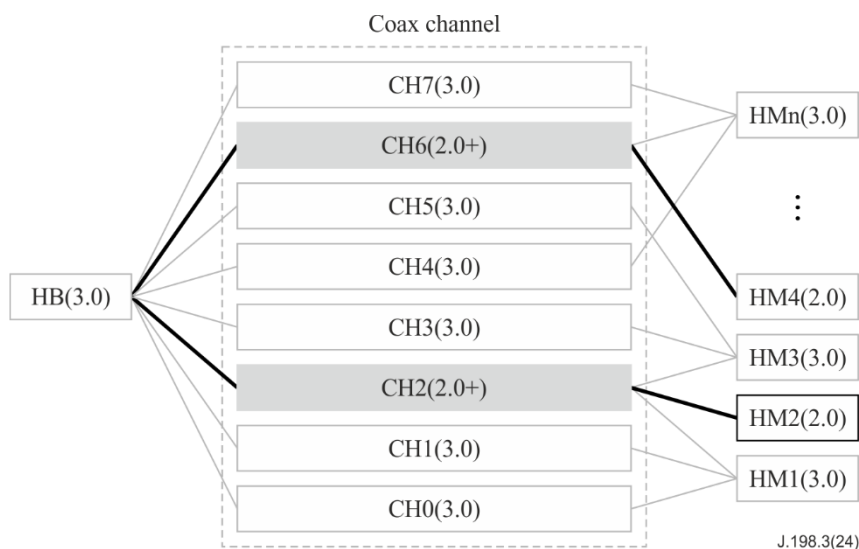 Coax channel
CH7(3.0)
HMn(3.0)
CH6(2.0+)
CH5(3.0)
CH4(3.0)
HB(3.0)
HM4(2.0)
CH3(3.0)
HM3(3.0)
CH2(2.0+)
HM2(2.0)
CH1(3.0)
HM1(3.0)
CH0(3.0)
J.198.3(24)